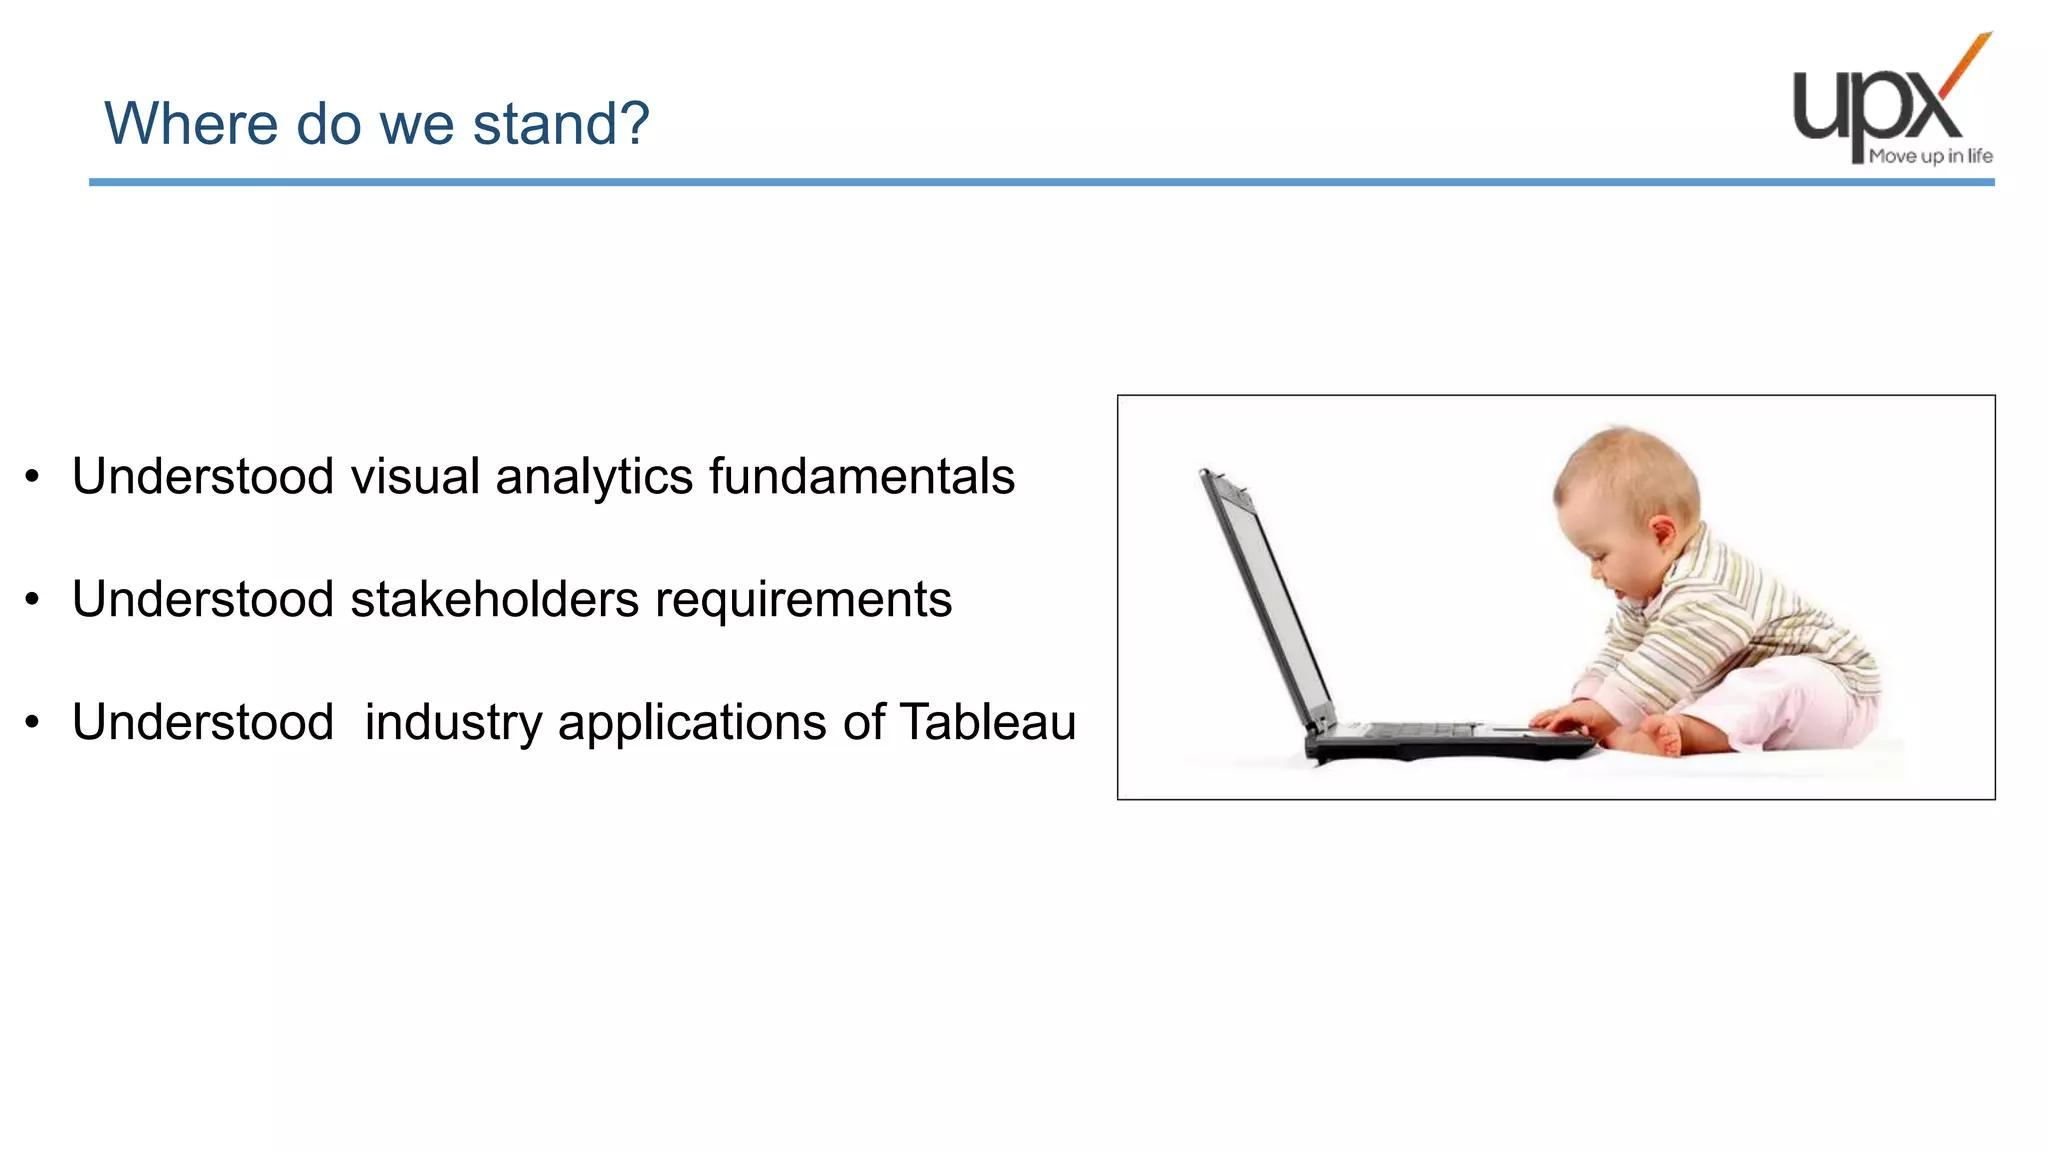 Where do we stand?
upx
Move up in life
• Understood visual analytics fundamentals
• Understood stakeholders requirements
• Understood  industry applications of Tableau